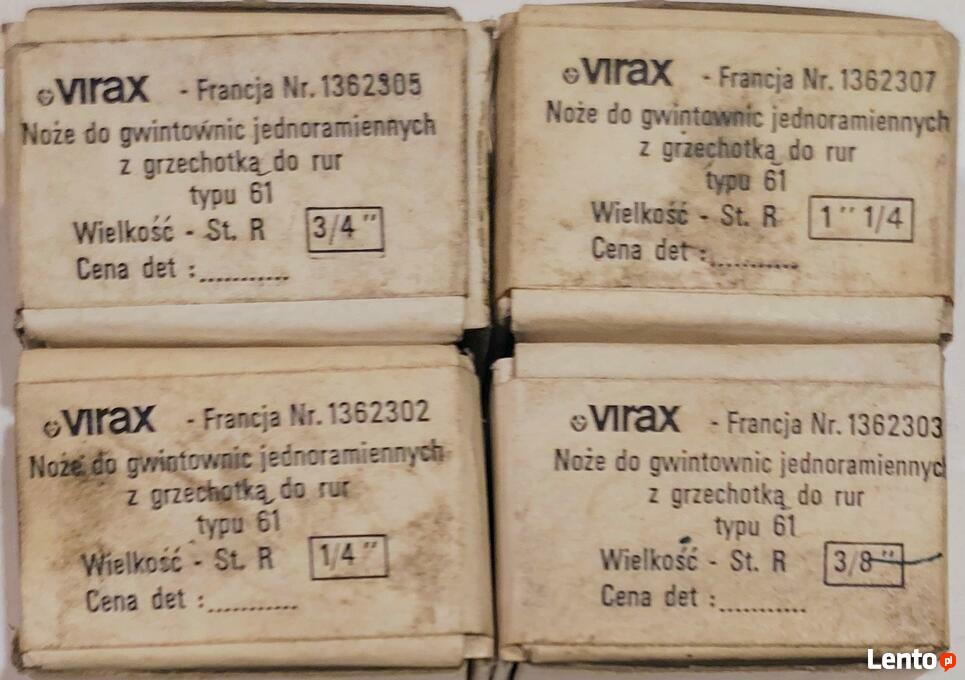 virax - Francja Nr. 1362305
Noże do gwintownic jednoramiennych
z grzechotką do rur
typu 61
Wielkość - St. R 3/4"
Cena det :...........
virax - Francja Nr. 1362307
Noże do gwintownic jednoramiennych
z grzechotką do rur
typu 61
Wielkość - St. R 1" 1/4
Cena det :...........
virax - Francja Nr. 1362302
Noże do gwintownic jednoramiennych
z grzechotką do rur
typu 61
Wielkość - St. R 1/4"
Cena det :...........
virax - Francja Nr. 1362303
Noże do gwintownic jednoramiennyc
z grzechotką do rur
typu 61
Wielkość - St. R 3/8"
Cena det :...........
Lento pl